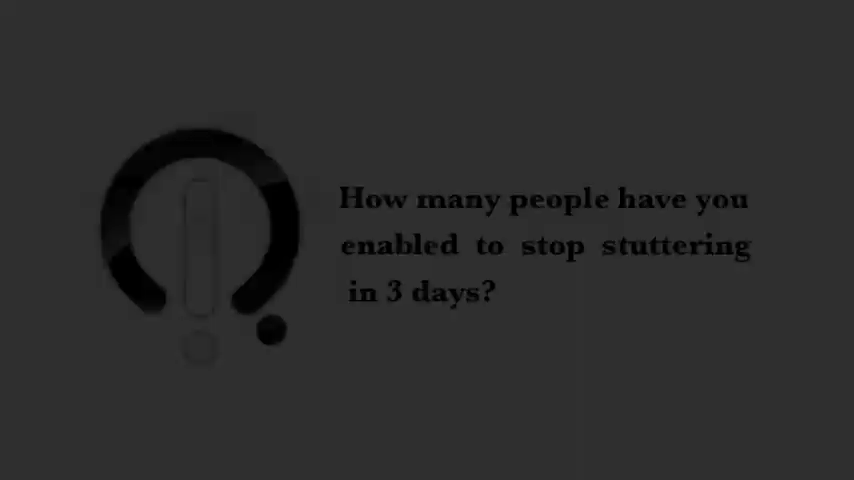 How many people have you
enabled to stop stuttering
in 3 days?